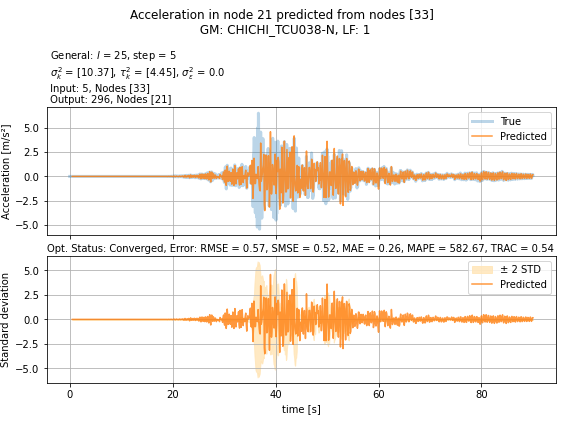 Acceleration in node 21 predicted from nodes [33]
GM: CHICHI_TCU038-N, LF: 1
General: l = 25, step = 5
σ²ₖ = [10.37], τ²ₖ = [4.45], σ²_ε = 0.0
Input: 5, Nodes [33]
Output: 296, Nodes [21]
Acceleration [m/s²]
5.0
2.5
0.0
−2.5
−5.0
True
Predicted
Opt. Status: Converged, Error: RMSE = 0.57, SMSE = 0.52, MAE = 0.26, MAPE = 582.67, TRAC = 0.54
Standard deviation
5.0
2.5
0.0
−2.5
−5.0
± 2 STD
Predicted
0 20 40 60 80
time [s]